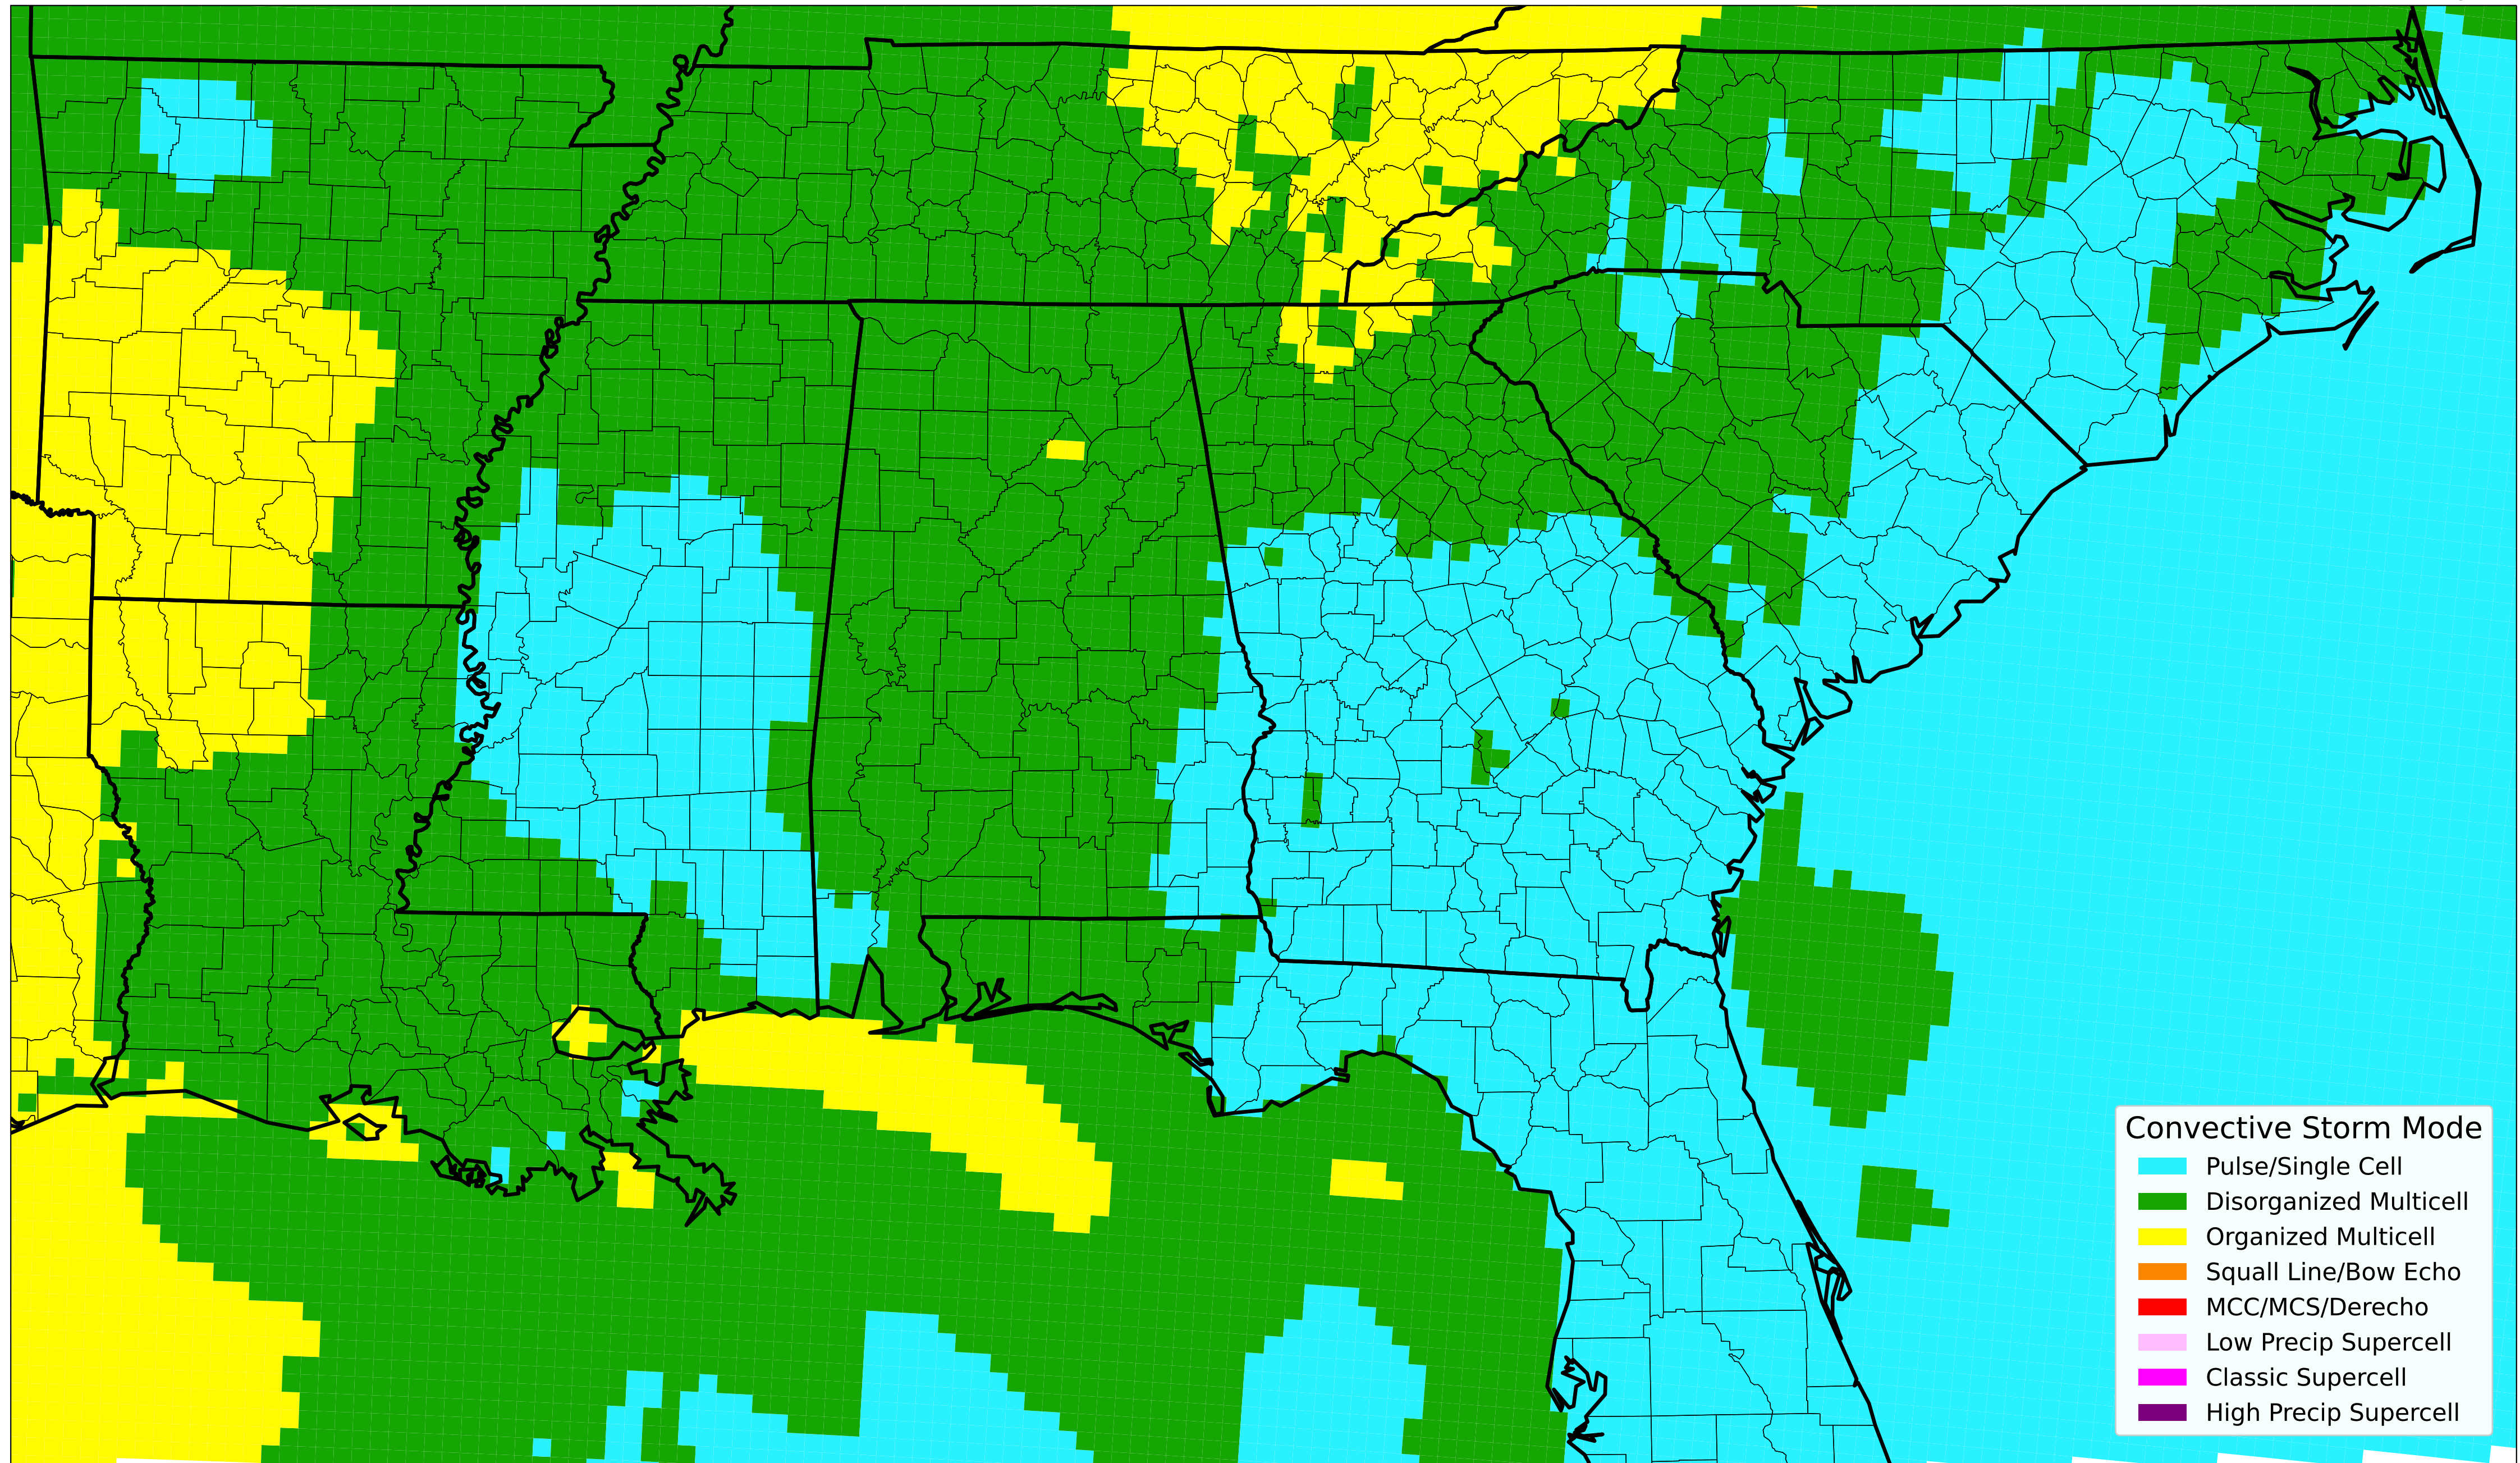 Convective Storm Mode
Pulse/Single Cell
Disorganized Multicell
Organized Multicell
Squall Line/Bow Echo
MCC/MCS/Derecho
Low Precip Supercell
Classic Supercell
High Precip Supercell